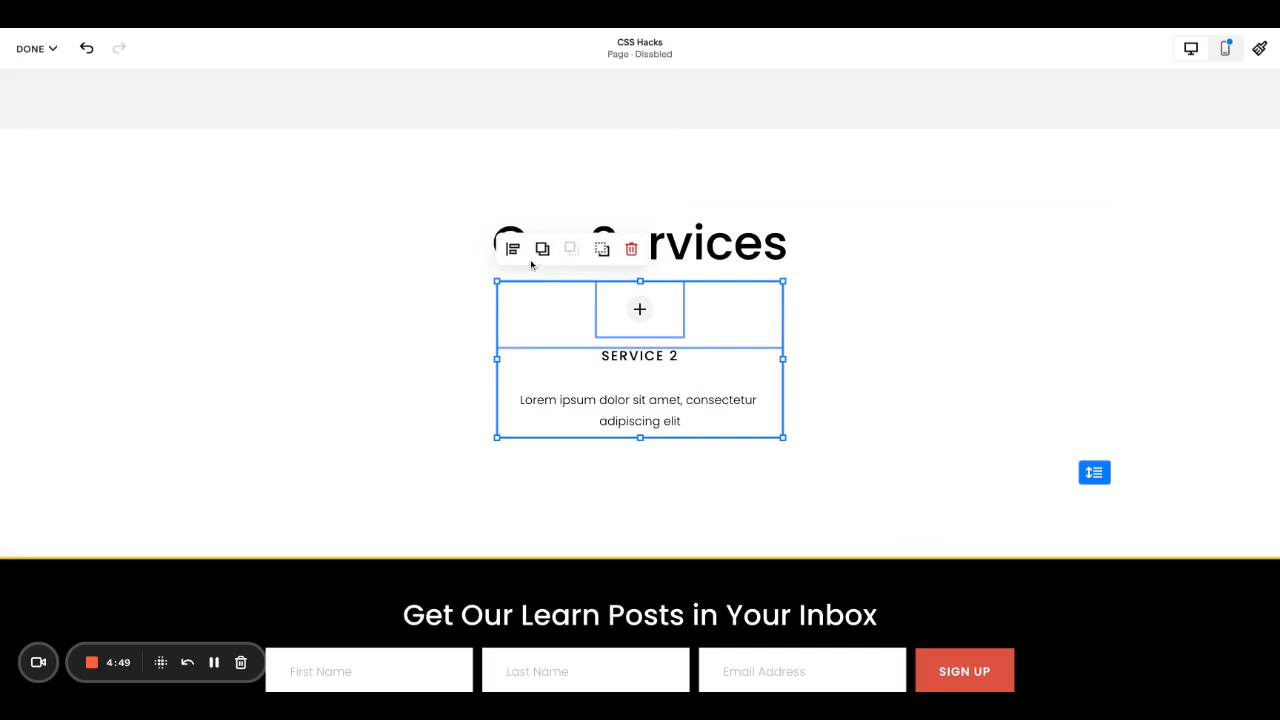 DONE
CSS Hacks
Page · Disabled
rvices
SERVICE 2
Lorem ipsum dolor sit amet, consectetur
adipiscing elit
Get Our Learn Posts in Your Inbox
4:49
First Name
Last Name
Email Address
SIGN UP